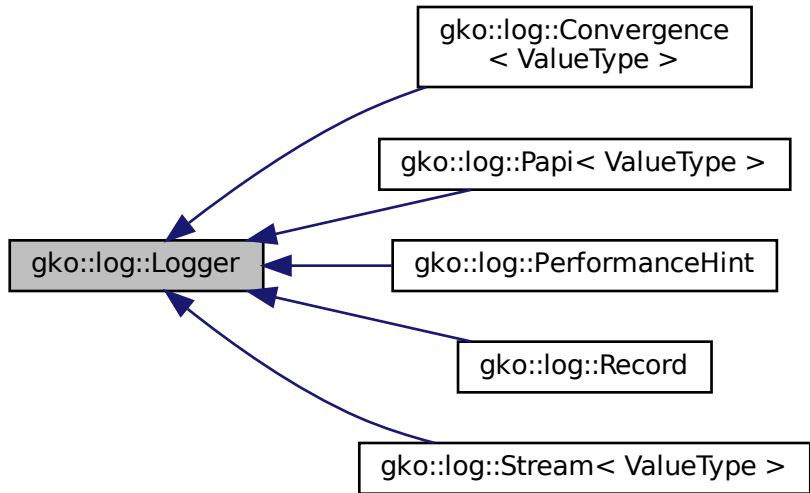 gko::log::Convergence
< ValueType >
gko::log::Papi< ValueType >
gko::log::Logger
gko::log::PerformanceHint
gko::log::Record
gko::log::Stream< ValueType >